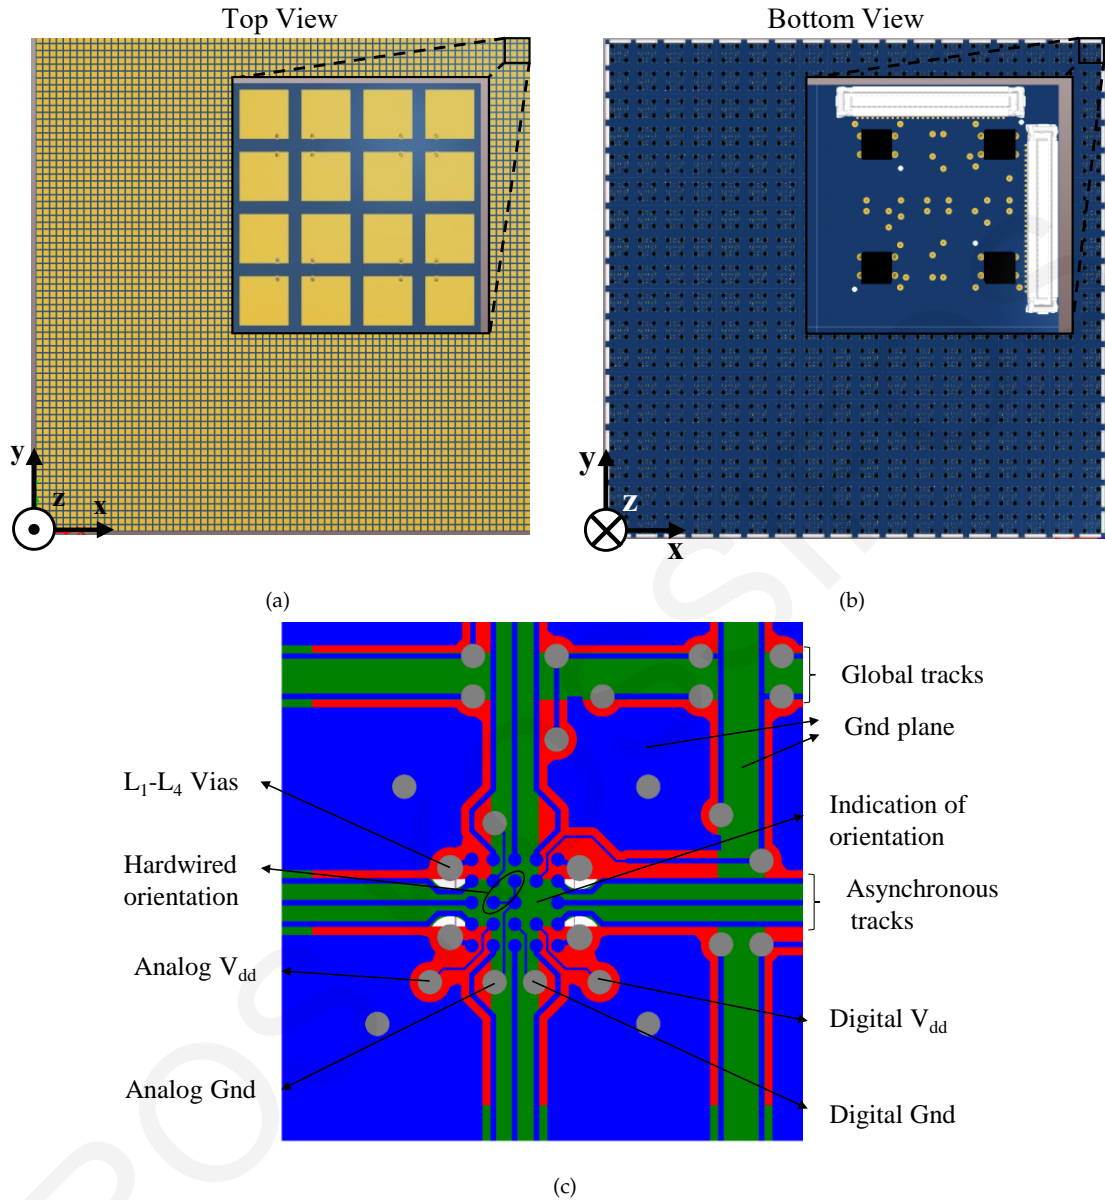 Top View
Bottom View
y
z
x
y
z
x
(a)
(b)
Global tracks
Gnd plane
L1-L4 Vias
Indication of
orientation
Hardwired
orientation
Asynchronous
tracks
Analog Vdd
Digital Vdd
Analog Gnd
Digital Gnd
(c)